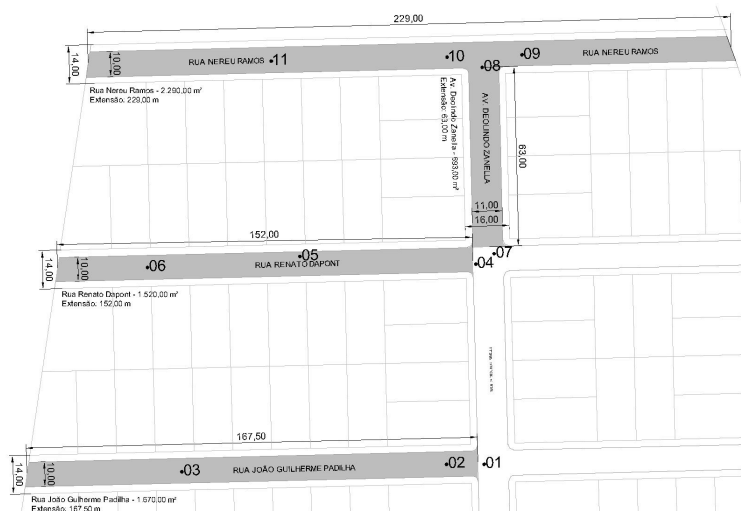 229,00
14,00
10,00
RUA NEREU RAMOS
11
10
09
08
RUA NEREU RAMOS
Rua Nereu Ramos - 2.290,00 m²
Extensão: 229,00 m
Av. Deolindo Zanella - 693,00 m²
Extensão: 63,00 m
AV. DEOLINDO ZANELLA
63,00
11,00
16,00
152,00
14,00
10,00
06
05
RUA RENATO DAPONT
04
07
Rua Renato Dapont - 1.520,00 m²
Extensão: 152,00 m
167,50
14,00
10,00
03
RUA JOÃO GUILHERME PADILHA
02
01
Rua João Guilherme Padilha - 1.670,00 m²
Extensão: 167,50 m